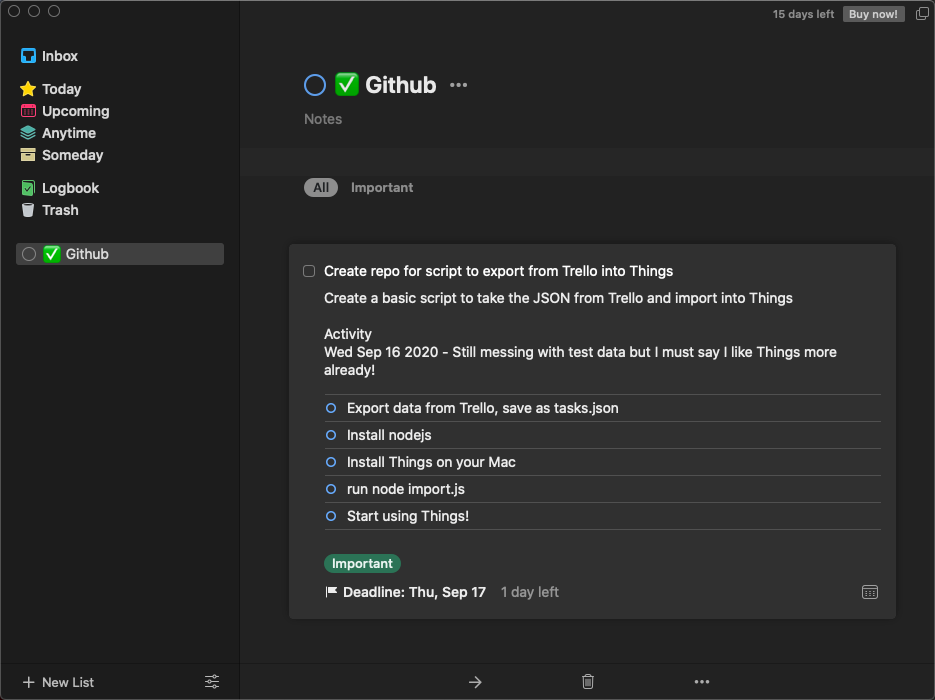 15 days left Buy now!
Inbox
Today
Upcoming
Anytime
Someday
Logbook
Trash
✅ Github
New List
✅ Github
Notes
All Important
Create repo for script to export from Trello into Things
Create a basic script to take the JSON from Trello and import into Things
Activity
Wed Sep 16 2020 - Still messing with test data but I must say I like Things more
already!
Export data from Trello, save as tasks.json
Install nodejs
Install Things on your Mac
run node import.js
Start using Things!
Important
Deadline: Thu, Sep 17 1 day left